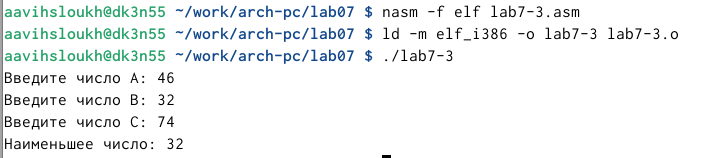 aavihsloukh@dk3n55 ~/work/arch-pc/lab07 $ nasm -f elf lab7-3.asm
aavihsloukh@dk3n55 ~/work/arch-pc/lab07 $ ld -m elf_i386 -o lab7-3 lab7-3.o
aavihsloukh@dk3n55 ~/work/arch-pc/lab07 $ ./lab7-3
Введите число A: 46
Введите число B: 32
Введите число C: 74
Наименьшее число: 32